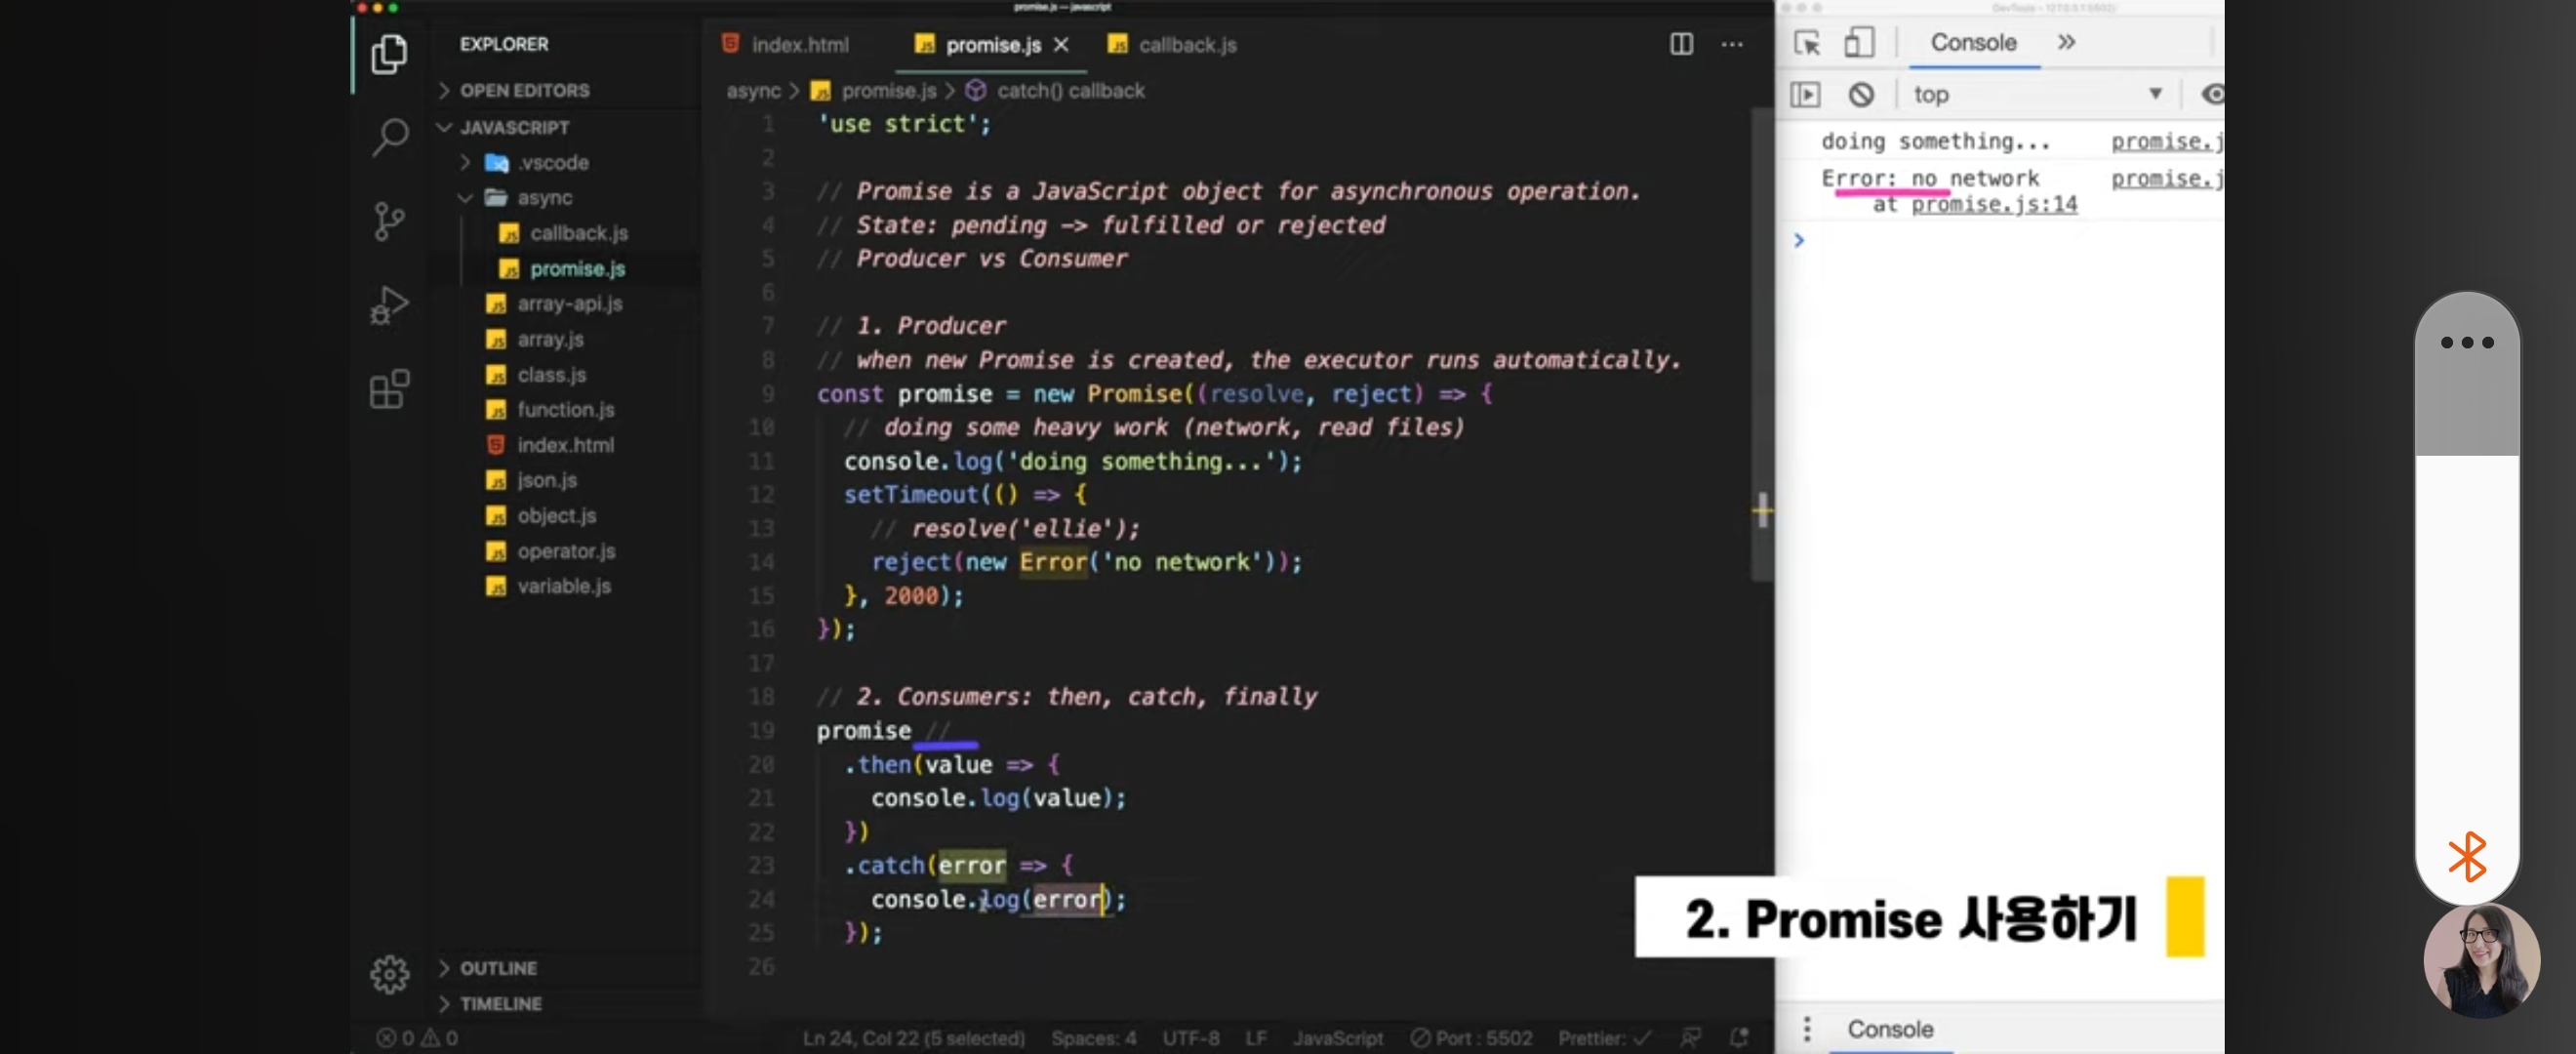 promise.js — javascript
EXPLORER
OPEN EDITORS
JAVASCRIPT
.vscode
async
callback.js
promise.js
array-api.js
array.js
class.js
function.js
index.html
json.js
object.js
operator.js
variable.js
OUTLINE
TIMELINE
index.html promise.js callback.js
async > promise.js > catch() callback
1 'use strict';
2
3 // Promise is a JavaScript object for asynchronous operation.
4 // State: pending -> fulfilled or rejected
5 // Producer vs Consumer
6
7 // 1. Producer
8 // when new Promise is created, the executor runs automatically.
9 const promise = new Promise((resolve, reject) => {
10 // doing some heavy work (network, read files)
11 console.log('doing something...');
12 setTimeout(() => {
13 // resolve('ellie');
14 reject(new Error('no network'));
15 }, 2000);
16 });
17
18 // 2. Consumers: then, catch, finally
19 promise //
20 .then(value => {
21 console.log(value);
22 })
23 .catch(error => {
24 console.log(error);
25 });
26
0 0 Ln 24, Col 22 (5 selected) Spaces: 4 UTF-8 LF JavaScript Port : 5502 Prettier: ✓
DevTools - 127.0.0.1:5502/
Console
top
doing something... promise.j
Error: no network promise.j
at promise.js:14
2. Promise 사용하기
Console